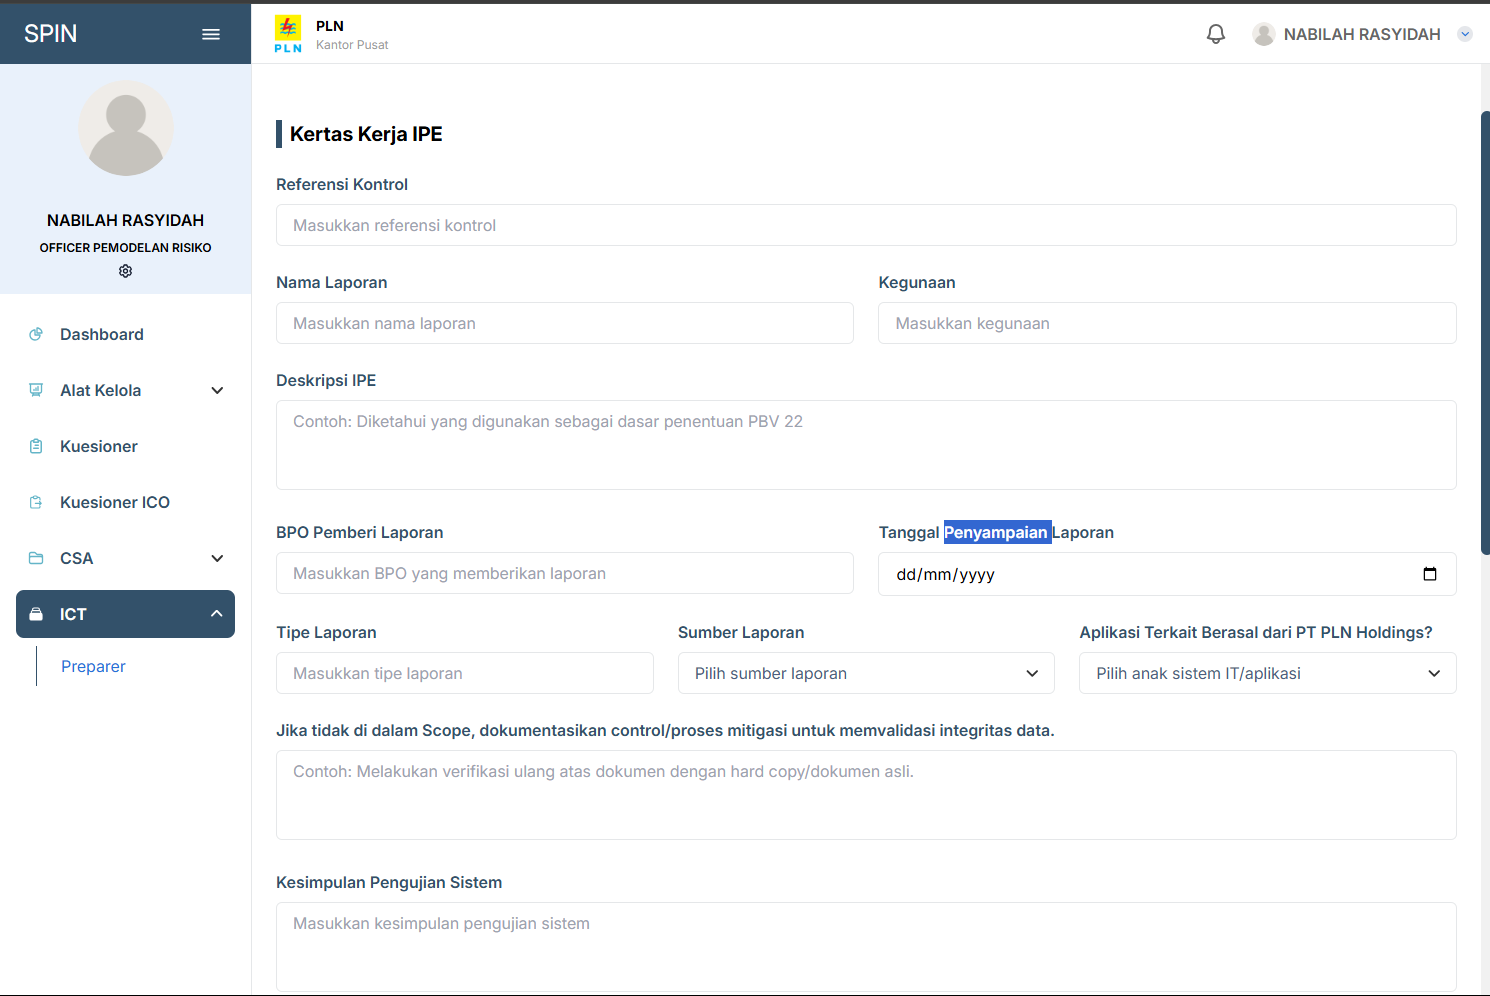 SPIN
PLN
PLN
Kantor Pusat
NABILAH RASYIDAH
NABILAH RASYIDAH
OFFICER PEMODELAN RISIKO
Dashboard
Alat Kelola
Kuesioner
Kuesioner ICO
CSA
ICT
Preparer
Kertas Kerja IPE
Referensi Kontrol
Masukkan referensi kontrol
Nama Laporan
Kegunaan
Masukkan nama laporan
Masukkan kegunaan
Deskripsi IPE
Contoh: Diketahui yang digunakan sebagai dasar penentuan PBV 22
BPO Pemberi Laporan
Tanggal Penyampaian Laporan
Masukkan BPO yang memberikan laporan
dd/mm/yyyy
Tipe Laporan
Sumber Laporan
Aplikasi Terkait Berasal dari PT PLN Holdings?
Masukkan tipe laporan
Pilih sumber laporan
Pilih anak sistem IT/aplikasi
Jika tidak di dalam Scope, dokumentasikan control/proses mitigasi untuk memvalidasi integritas data.
Contoh: Melakukan verifikasi ulang atas dokumen dengan hard copy/dokumen asli.
Kesimpulan Pengujian Sistem
Masukkan kesimpulan pengujian sistem